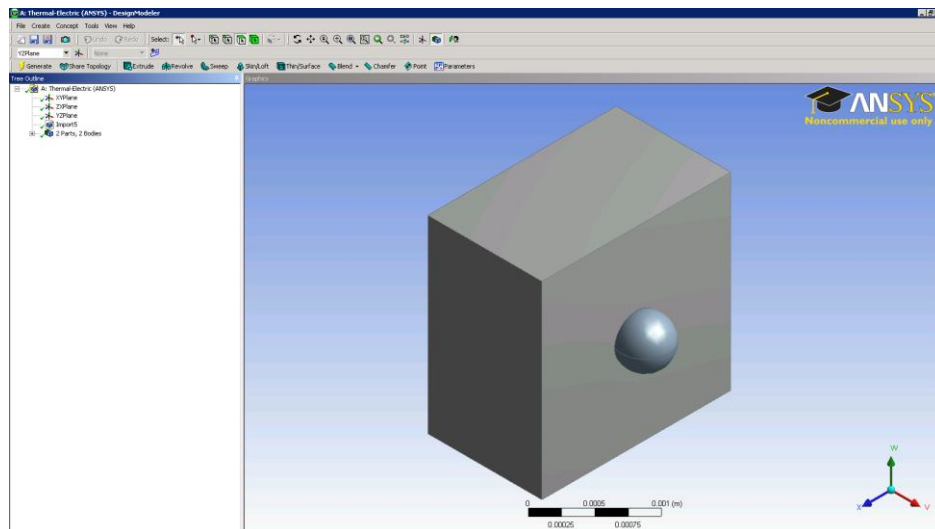 A: Thermal-Electric (ANSYS) - DesignModeler
File Create Concept Tools View Help
Undo Redo Select:
YZPlane None
Generate Share Topology Extrude Revolve Sweep Skin/Loft Thin/Surface Blend Chamfer Point Parameters
Tree Outline Graphics
A: Thermal-Electric (ANSYS)
XYPlane
ZXPlane
YZPlane
Import5
2 Parts, 2 Bodies
ANSYS
Noncommercial use only
0 0.0005 0.001 (m)
0.00025 0.00075
W
X
V